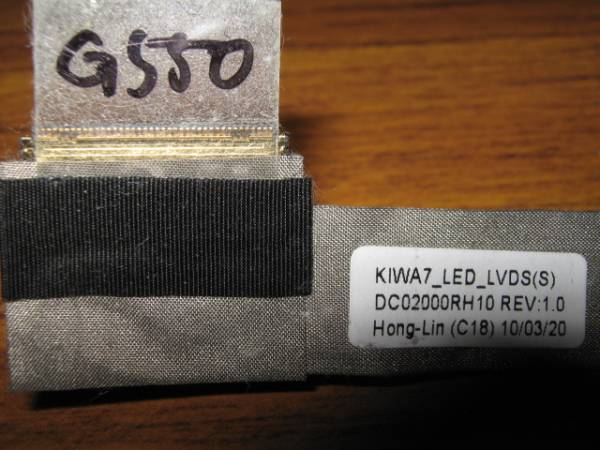 G550
KIWA7_LED_LVDS(S)
DC02000RH10 REV:1.0
Hong-Lin (C18) 10/03/20